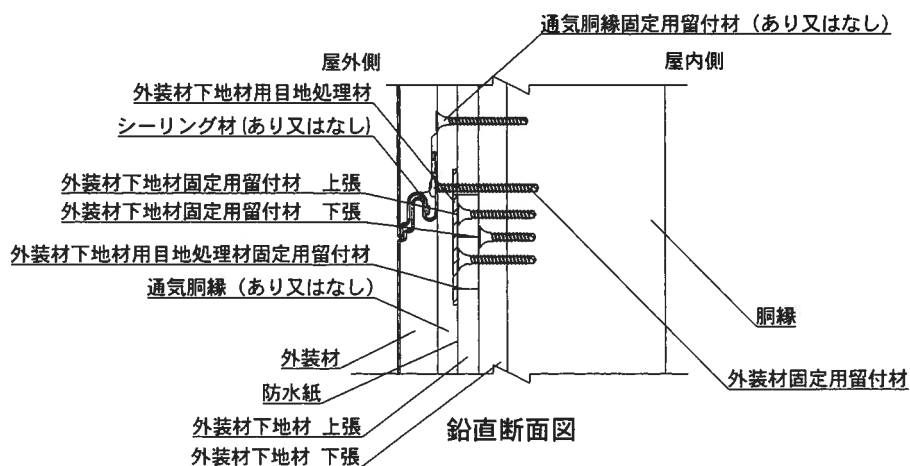 通気胴縁固定用留付材（あり又はなし）
屋外側
屋内側
外装材下地材用目地処理材
シーリング材(あり又はなし)
外装材下地材固定用留付材 上張
外装材下地材固定用留付材 下張
外装材下地材用目地処理材固定用留付材
通気胴縁（あり又はなし）
胴縁
外装材
外装材固定用留付材
防水紙
外装材下地材 上張
鉛直断面図
外装材下地材 下張